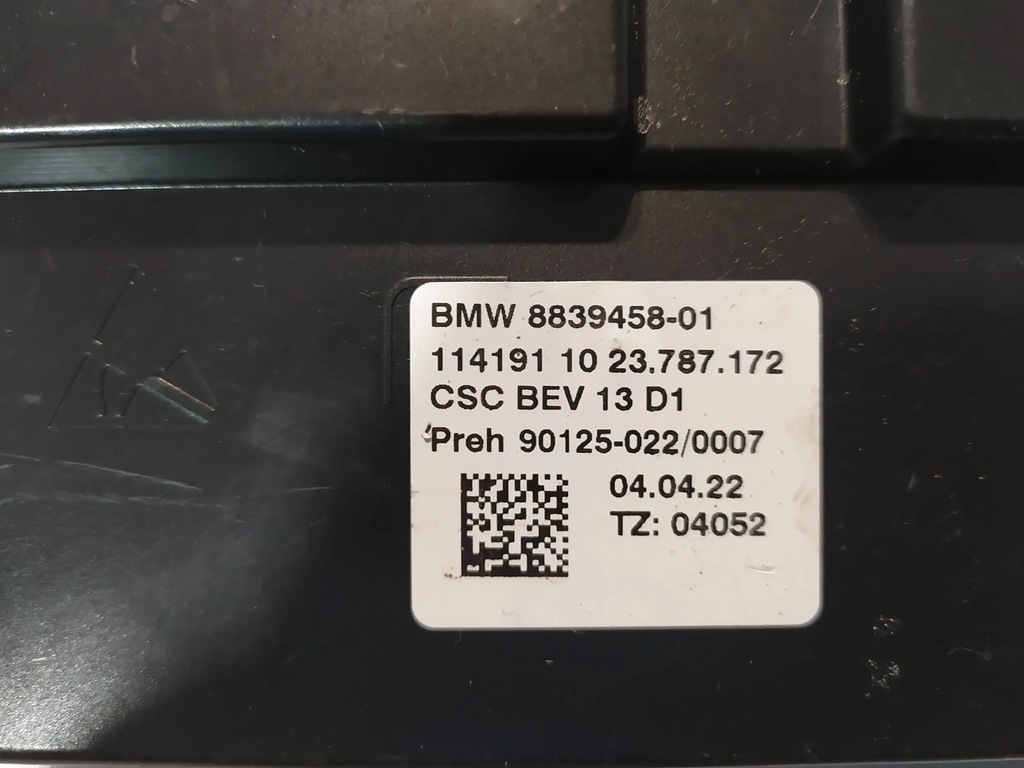 BMW 8839458-01
114191 10 23.787.172
CSC BEV 13 D1
Preh 90125-022/0007
04.04.22
TZ: 04052